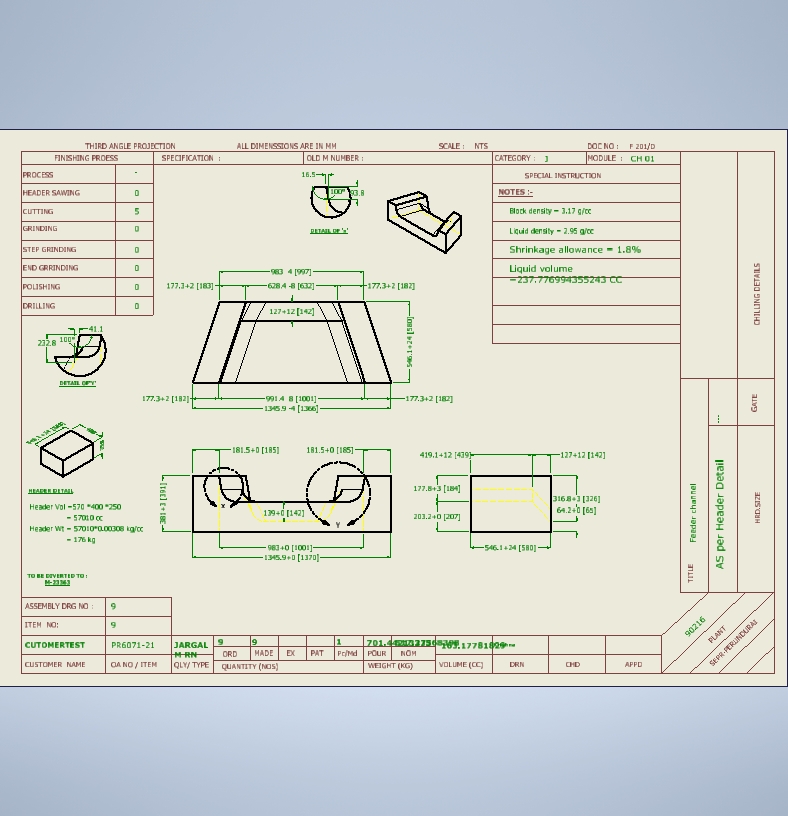 THIRD ANGLE PROJECTION ALL DIMENSSIONS ARE IN MM SCALE : NTS DOC NO : F 201/0
FINISHING PROESS SPECIFICATION : OLD M NUMBER : CATEGORY : J MODULE : CH 01
PROCESS -
HEADER SAWING 0
CUTTING 5
GRINDING 0
STEP GRINDING 0
END GRRINDING 0
POLISHING 0
DRILLING 0
SPECIAL INSTRUCTION
NOTES :-
Block density = 3.17 g/cc
Liquid density = 2.95 g/cc
Shrinkage allowance = 1.8%
Liquid volume
=237.776994355243 CC
16.5
100°
93.8
DETAIL OF 'x'
983 -4 [997]
177.3+2 [183] 628.4 -8 [632] 177.3+2 [182]
127+12 [142]
546.1+24 [580]
177.3+2 [182] 991.4 -8 [1001] 177.3+2 [182]
1345.9 -4 [1366]
41.1
100°
232.8
DETAIL OF'Y'
HEADER DETAIL
Header Vol =570 *400 *250
= 57010 cc
Header Wt = 57010*0.00308 kg/cc
= 176 kg
TO BE DIVERTED TO :
M-23363
181.5+0 [185] 181.5+0 [185]
381+3 [391]
139+0 [142]
X
Y
983+0 [1001]
1345.9+0 [1370]
419.1+12 [439] 127+12 [142]
177.8+3 [184]
316.8+3 [326]
64.2+0 [65]
203.2+0 [207]
546.1+24 [580]
CHILLING DETAILS
GATE
...
HRD.SIZE
AS per Header Detail
TITLE Feeder channel
ASSEMBLY DRG NO : 9
ITEM NO: 9
CUTOMERTEST PR6071-21 JARGAL
M RN
9 9 1
ORD MADE EX PAT Pc/Md POUR NOM
CUSTOMER NAME OA NO / ITEM QLY/ TYPE QUANTITY (NOS) WEIGHT (KG) VOLUME (CC) DRN CHD APPD
90216
PLANT
SEPR-PERUNDURAI